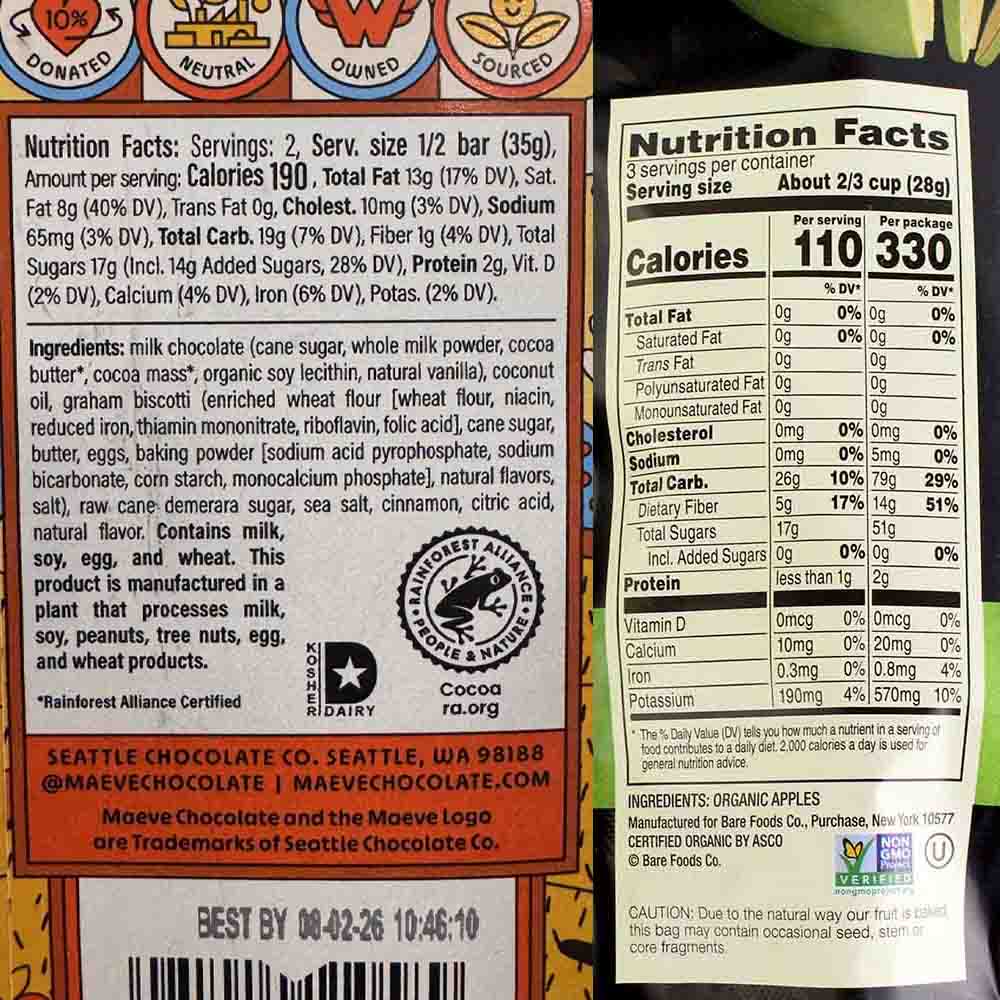 10%
DONATED
NEUTRAL
OWNED
SOURCED
Nutrition Facts: Servings: 2, Serv. size 1/2 bar (35g),
Amount per serving: Calories 190, Total Fat 13g (17% DV), Sat.
Fat 8g (40% DV), Trans Fat 0g, Cholest. 10mg (3% DV), Sodium
65mg (3% DV), Total Carb. 19g (7% DV), Fiber 1g (4% DV), Total
Sugars 17g (Incl. 14g Added Sugars, 28% DV), Protein 2g, Vit. D
(2% DV), Calcium (4% DV), Iron (6% DV), Potas. (2% DV).
Ingredients: milk chocolate (cane sugar, whole milk powder, cocoa
butter*, cocoa mass*, organic soy lecithin, natural vanilla), coconut
oil, graham biscotti (enriched wheat flour [wheat flour, niacin,
reduced iron, thiamin mononitrate, riboflavin, folic acid], cane sugar,
butter, eggs, baking powder [sodium acid pyrophosphate, sodium
bicarbonate, corn starch, monocalcium phosphate], natural flavors,
salt), raw cane demerara sugar, sea salt, cinnamon, citric acid,
natural flavor. Contains milk,
soy, egg, and wheat. This
product is manufactured in a
plant that processes milk,
soy, peanuts, tree nuts, egg,
and wheat products.
*Rainforest Alliance Certified
KOSHER D DAIRY
RAINFOREST ALLIANCE
PEOPLE & NATURE
Cocoa
ra.org
SEATTLE CHOCOLATE CO. SEATTLE, WA 98188
@MAEVECHOCOLATE | MAEVECHOCOLATE.COM
Maeve Chocolate and the Maeve Logo
are Trademarks of Seattle Chocolate Co.
BEST BY 08-02-26 10:46:10
Nutrition Facts
3 servings per container
Serving size About 2/3 cup (28g)
Per serving Per package
Calories 110 330
% DV* % DV*
Total Fat 0g 0% 0g 0%
Saturated Fat 0g 0% 0g 0%
Trans Fat 0g 0g
Polyunsaturated Fat 0g 0g
Monounsaturated Fat 0g 0g
Cholesterol 0mg 0% 0mg 0%
Sodium 0mg 0% 5mg 0%
Total Carb. 26g 10% 79g 29%
Dietary Fiber 5g 17% 14g 51%
Total Sugars 17g 51g
Incl. Added Sugars 0g 0% 0g 0%
Protein less than 1g 2g
Vitamin D 0mcg 0% 0mcg 0%
Calcium 10mg 0% 20mg 0%
Iron 0.3mg 0% 0.8mg 4%
Potassium 190mg 4% 570mg 10%
* The % Daily Value (DV) tells you how much a nutrient in a serving of
food contributes to a daily diet. 2,000 calories a day is used for
general nutrition advice.
INGREDIENTS: ORGANIC APPLES
Manufactured for Bare Foods Co., Purchase, New York 10577
CERTIFIED ORGANIC BY ASCO
© Bare Foods Co.
NON
GMO
Project
VERIFIED
nongmoproject.org
U
CAUTION: Due to the natural way our fruit is baked,
this bag may contain occasional seed, stem or
core fragments.